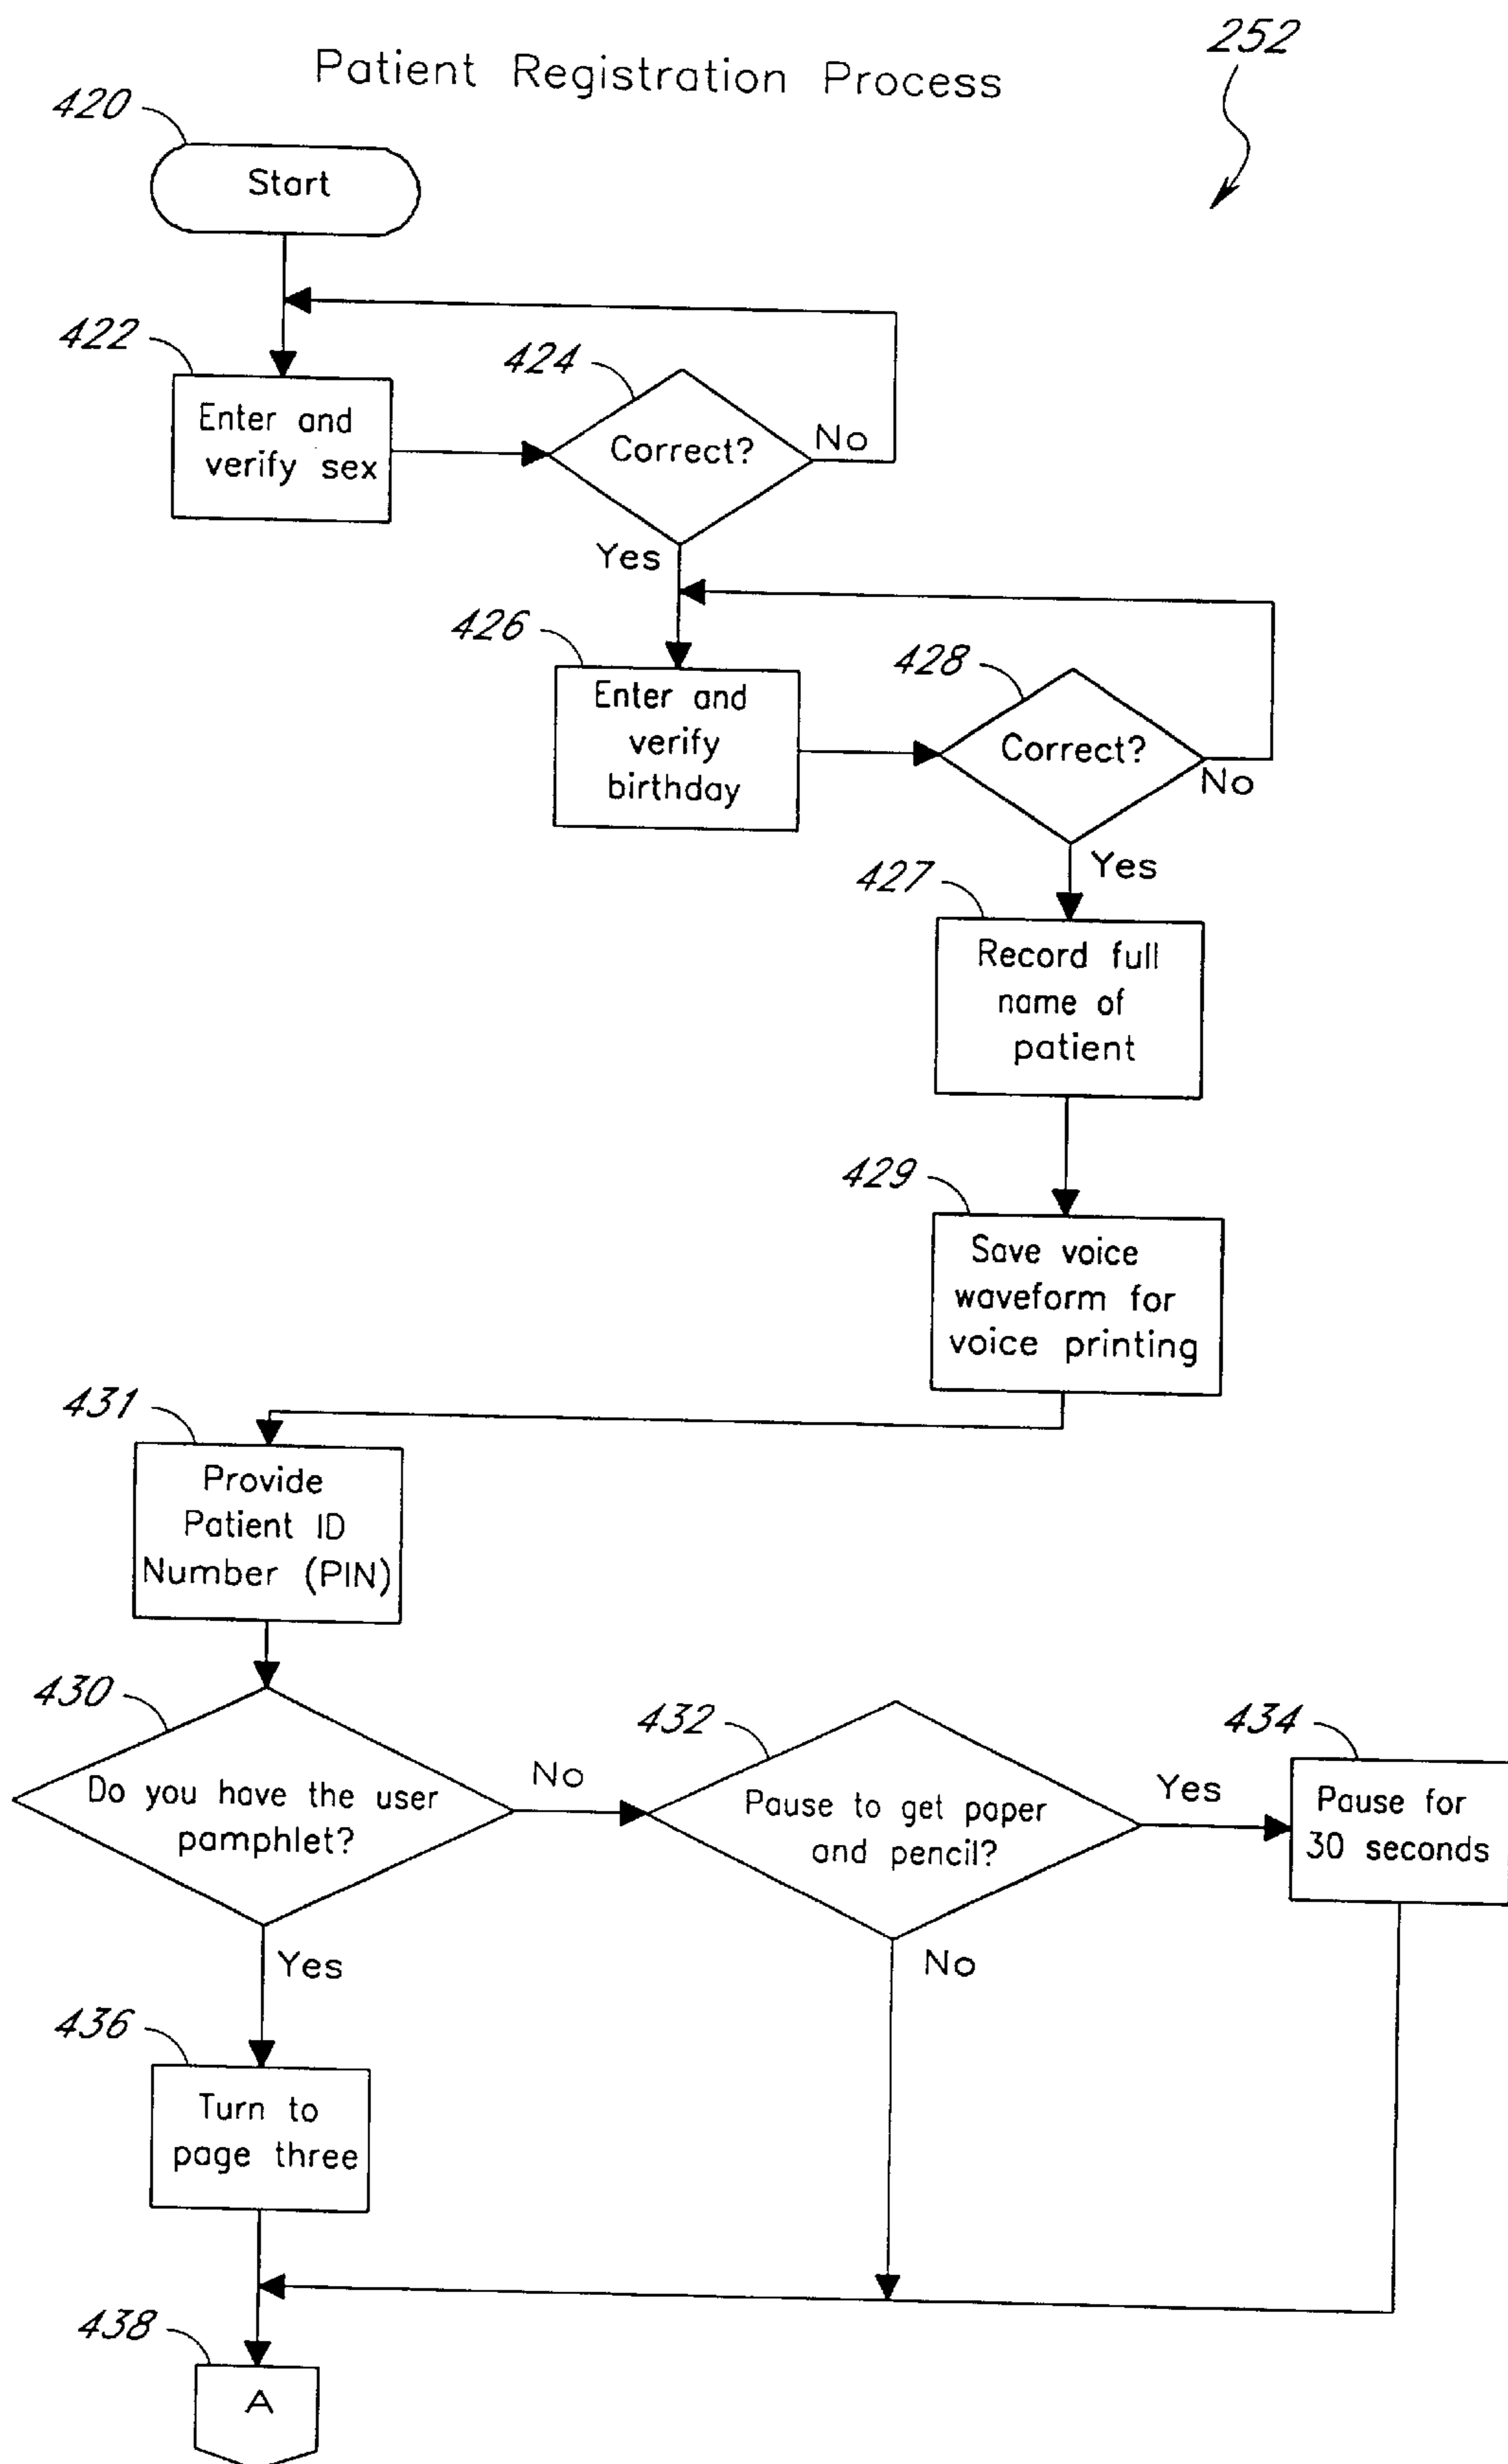 Patient Registration Process
252
420
Start
422
Enter and
verify sex
424
Correct?
No
Yes
426
Enter and
verify
birthday
428
Correct?
No
Yes
427
Record full
name of
patient
429
Save voice
waveform for
voice printing
431
Provide
Patient ID
Number (PIN)
430
Do you have the user
pamphlet?
No
Yes
432
Pause to get paper
and pencil?
Yes
No
434
Pause for
30 seconds
436
Turn to
page three
438
A